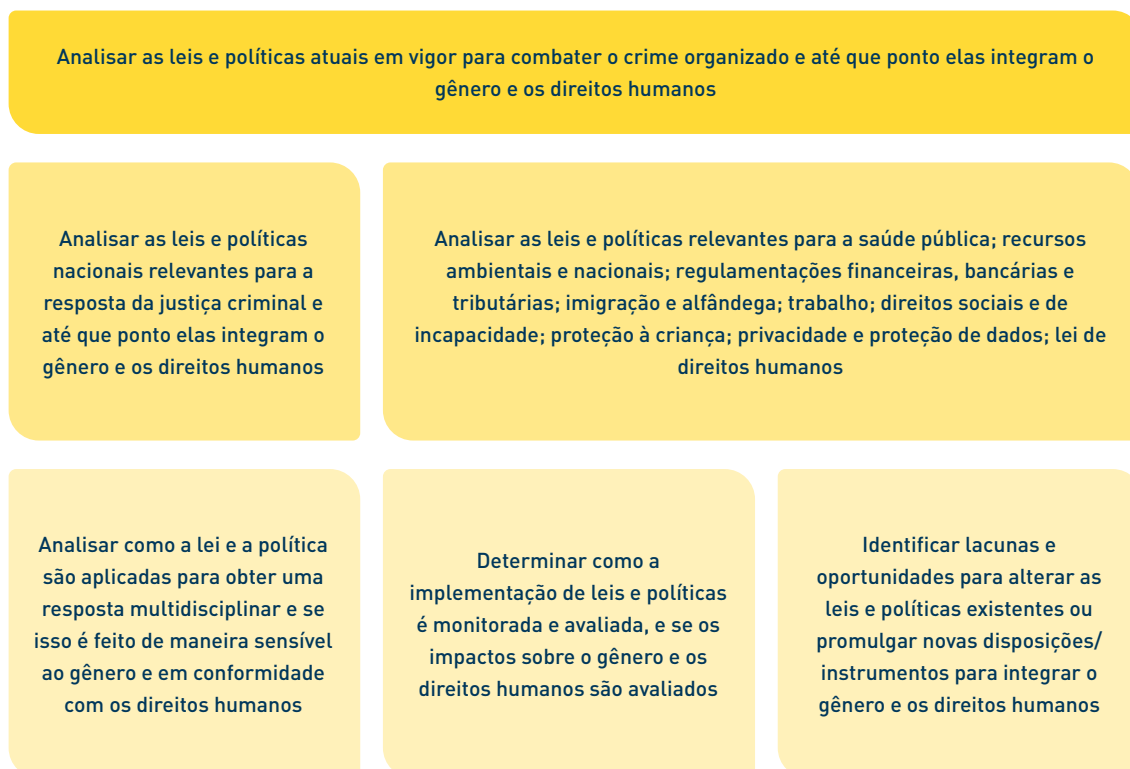 Analisar as leis e políticas atuais em vigor para combater o crime organizado e até que ponto elas integram o
gênero e os direitos humanos
Analisar as leis e políticas
nacionais relevantes para a
resposta da justiça criminal e
até que ponto elas integram o
gênero e os direitos humanos
Analisar as leis e políticas relevantes para a saúde pública; recursos
ambientais e nacionais; regulamentações financeiras, bancárias e
tributárias; imigração e alfândega; trabalho; direitos sociais e de
incapacidade; proteção à criança; privacidade e proteção de dados; lei de
direitos humanos
Analisar como a lei e a política
são aplicadas para obter uma
resposta multidisciplinar e se
isso é feito de maneira sensível
ao gênero e em conformidade
com os direitos humanos
Determinar como a
implementação de leis e políticas
é monitorada e avaliada, e se os
impactos sobre o gênero e os
direitos humanos são avaliados
Identificar lacunas e
oportunidades para alterar as
leis e políticas existentes ou
promulgar novas disposições/
instrumentos para integrar o
gênero e os direitos humanos